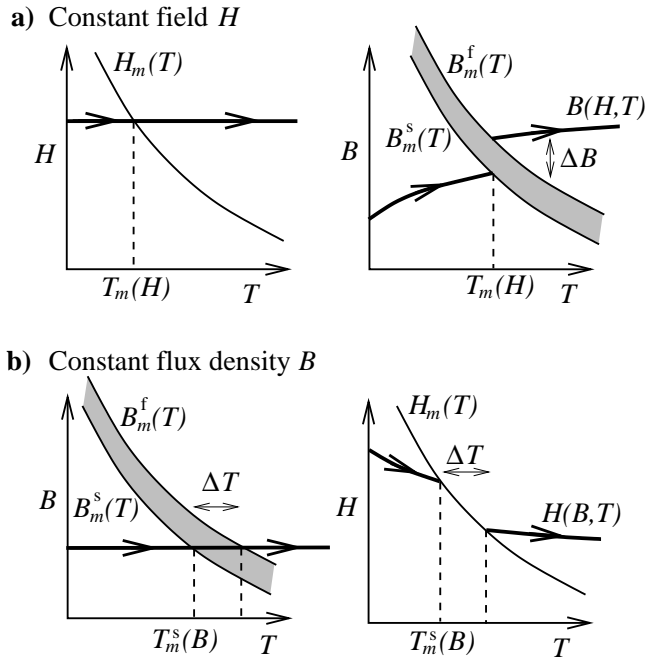 a) Constant field H
H_m(T)
H
T_m(H)
T
B_m^f(T)
B(H,T)
B_m^s(T)
B
ΔB
T_m(H)
T
b) Constant flux density B
B_m^f(T)
ΔT
B
B_m^s(T)
T_m^s(B)
T
H_m(T)
ΔT
H
H(B,T)
T_m^s(B)
T